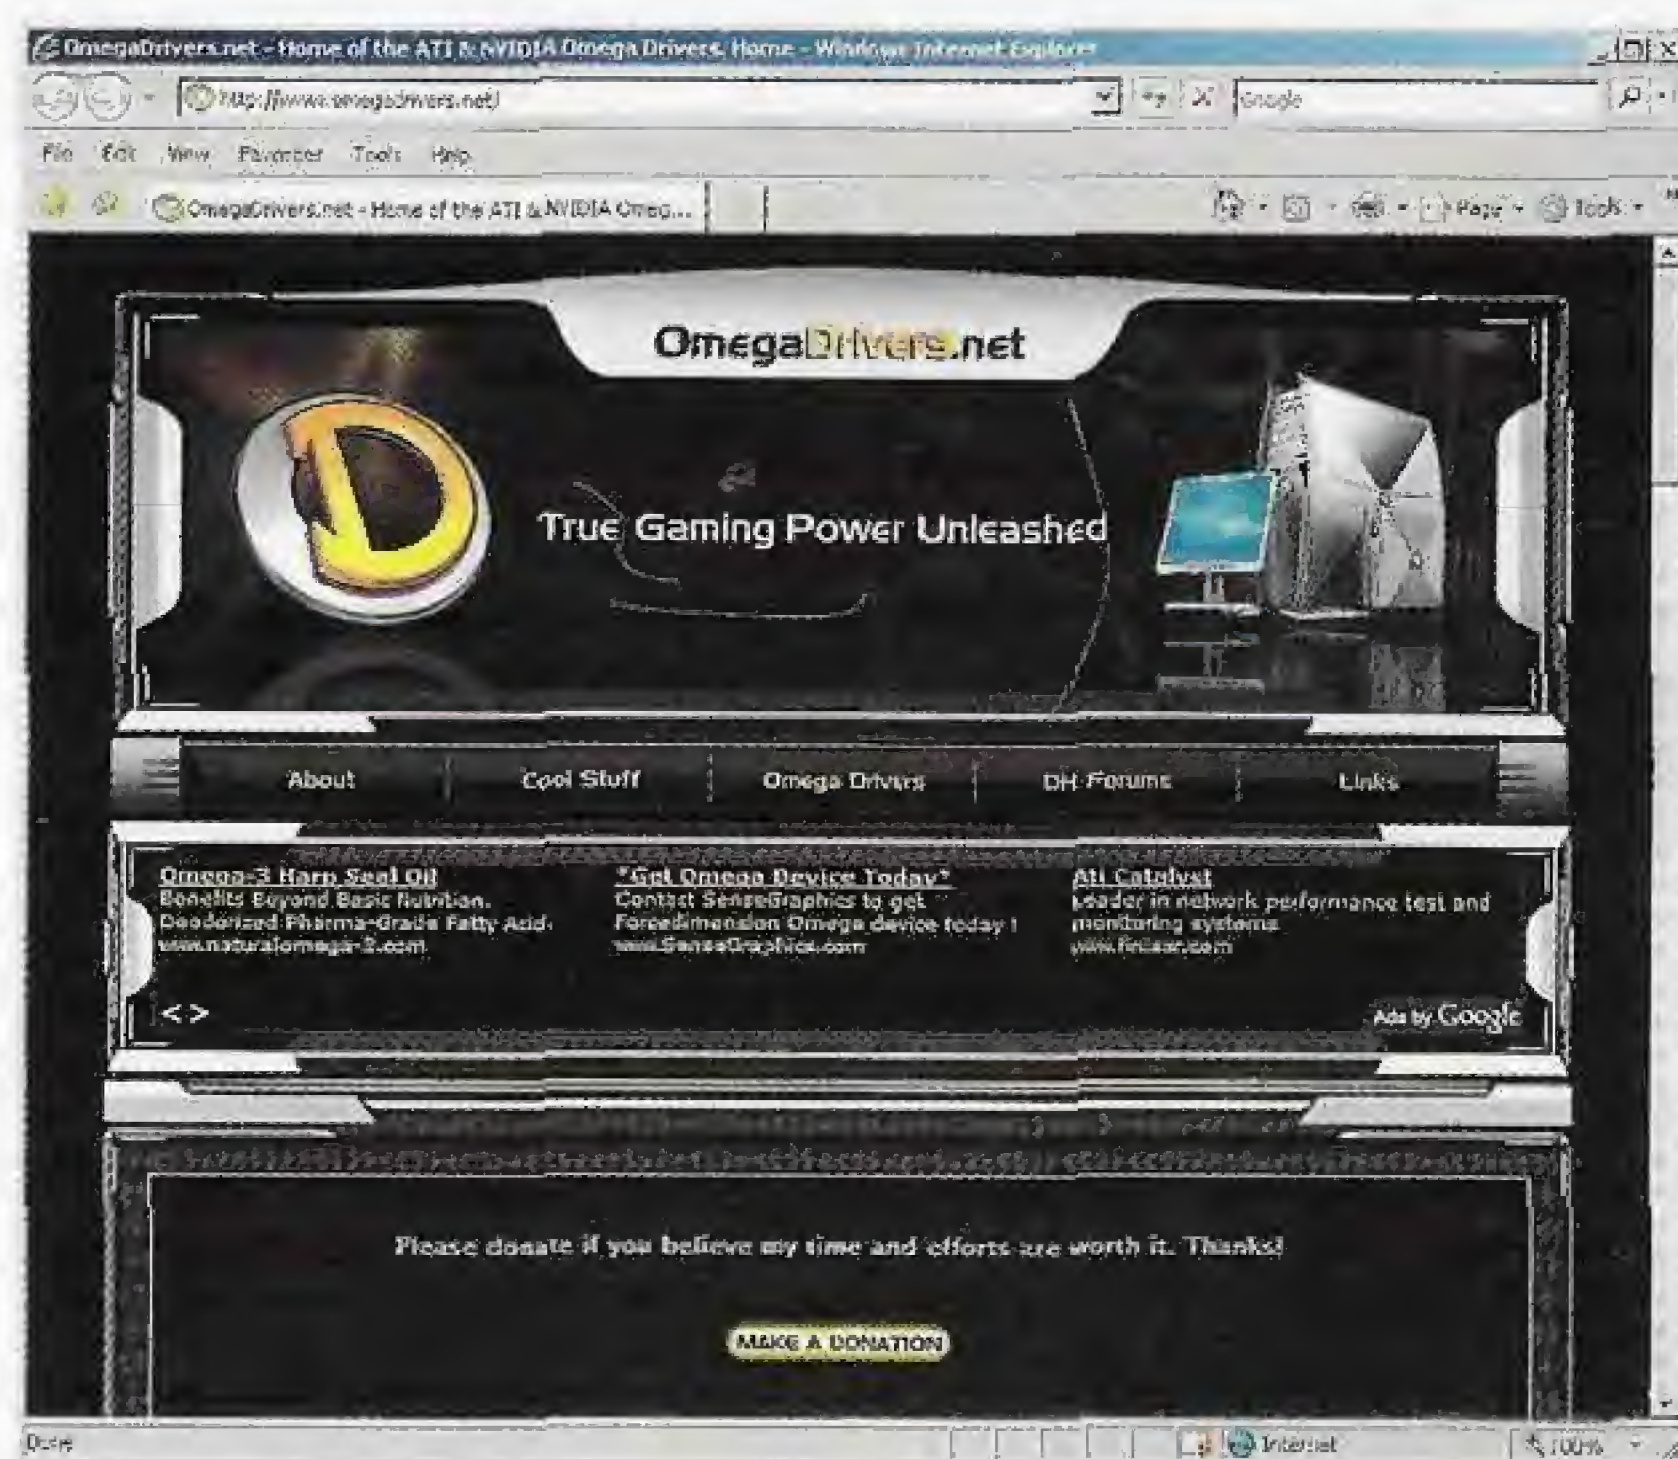 OmegaDrivers.net - Home of the ATI & NVIDIA Omega Drivers. Home - Windows Internet Explorer
http://www.omegadrivers.net/
Google
File Edit View Favorites Tools Help
OmegaDrivers.net - Home of the ATI & NVIDIA Omeg...
Page Tools
OmegaDrivers.net
True Gaming Power Unleashed
About Cool Stuff Omega Drivers DH Forums Links
Omega-3 Harp Seal Oil
Benefits Beyond Basic Nutrition.
Deodorized Pharma-Grade Fatty Acid.
www.naturalomega-3.com
*Get Omega Device Today*
Contact SenseGraphics to get
Forcedimension Omega device today !
www.SenseGraphics.com
Ati Catalyst
Leader in network performance test and
monitoring systems
www.finisar.com
<>
Ads by Google
Please donate if you believe my time and efforts are worth it. Thanks!
MAKE A DONATION
Done
Internet
100%